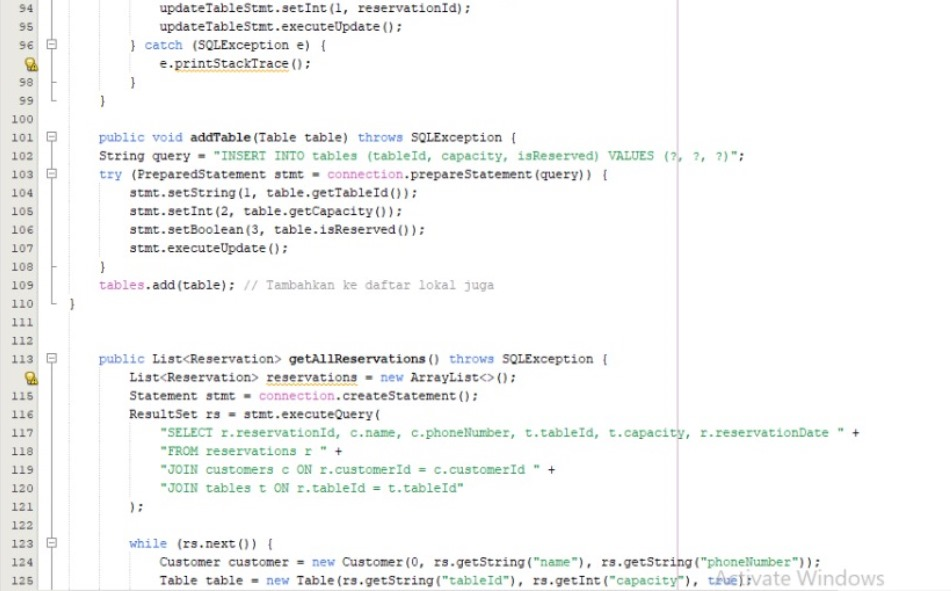 94 updateTableStmt.setInt(1, reservationId);
95 updateTableStmt.executeUpdate();
96 } catch (SQLException e) {
e.printStackTrace();
98 }
99 }
100
101 public void addTable(Table table) throws SQLException {
102 String query = "INSERT INTO tables (tableId, capacity, isReserved) VALUES (?, ?, ?)";
103 try (PreparedStatement stmt = connection.prepareStatement(query)) {
104 stmt.setString(1, table.getTableId());
105 stmt.setInt(2, table.getCapacity());
106 stmt.setBoolean(3, table.isReserved());
107 stmt.executeUpdate();
108 }
109 tables.add(table); // Tambahkan ke daftar lokal juga
110 }
111
112
113 public List<Reservation> getAllReservations() throws SQLException {
List<Reservation> reservations = new ArrayList<>();
115 Statement stmt = connection.createStatement();
116 ResultSet rs = stmt.executeQuery(
117 "SELECT r.reservationId, c.name, c.phoneNumber, t.tableId, t.capacity, r.reservationDate " +
118 "FROM reservations r " +
119 "JOIN customers c ON r.customerId = c.customerId " +
120 "JOIN tables t ON r.tableId = t.tableId"
121 );
122
123 while (rs.next()) {
124 Customer customer = new Customer(0, rs.getString("name"), rs.getString("phoneNumber"));
125 Table table = new Table(rs.getString("tableId"), rs.getInt("capacity"), true);
Activate Windows